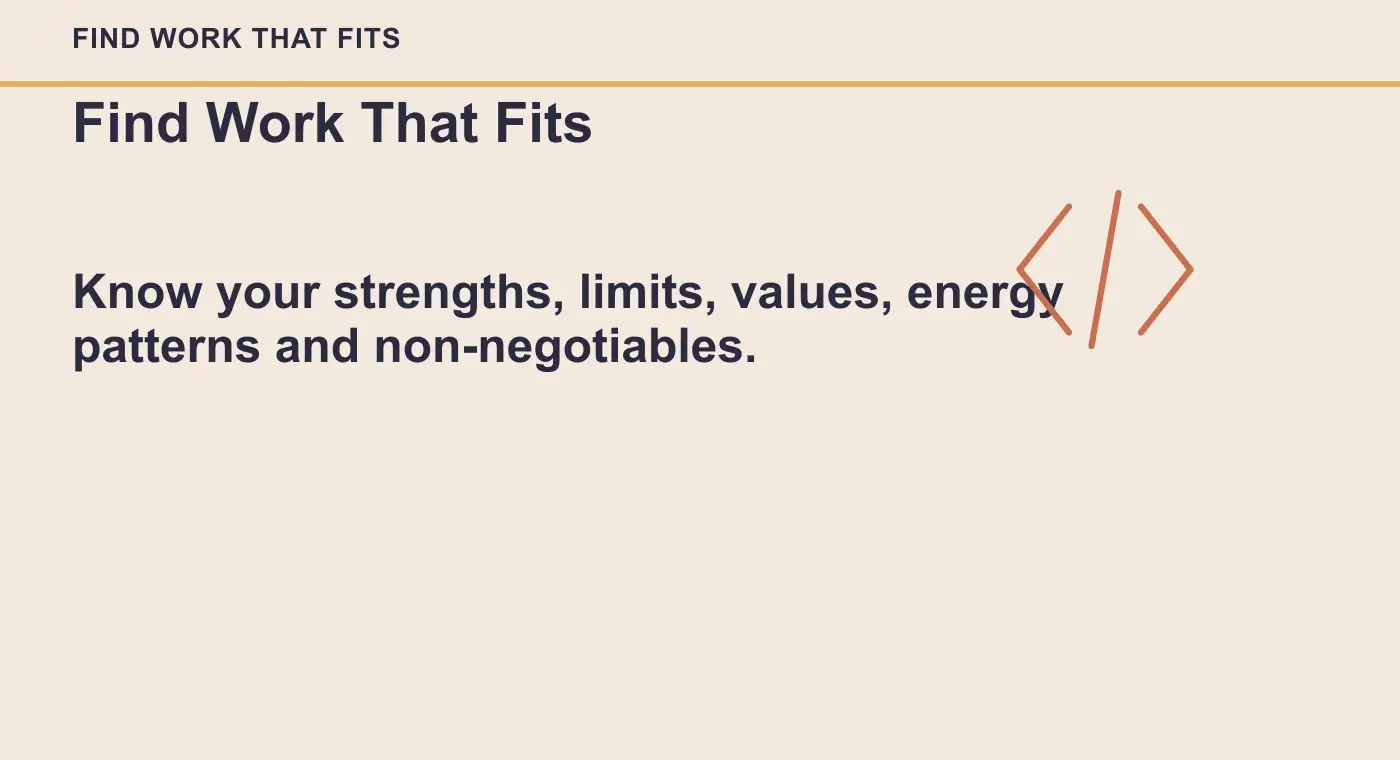 FIND WORK THAT FITS
Find Work That Fits
Know your strengths, limits, values, energy
patterns and non-negotiables.